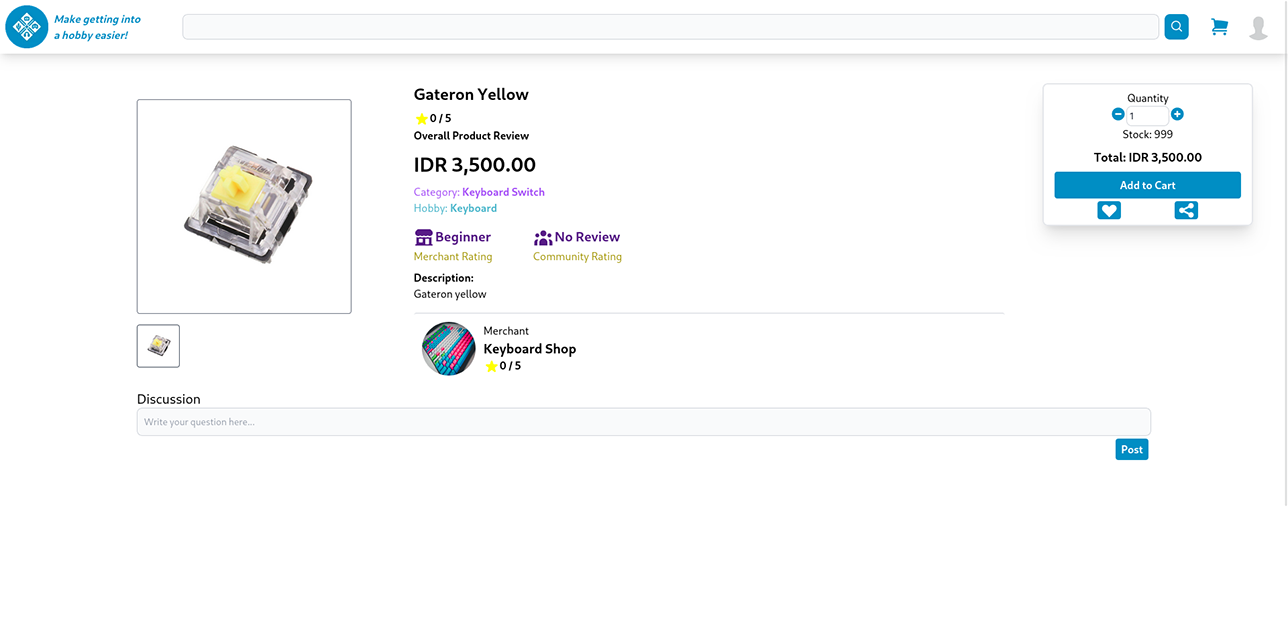 Make getting into
a hobby easier!
Gateron Yellow
0 / 5
Overall Product Review
IDR 3,500.00
Category: Keyboard Switch
Hobby: Keyboard
Beginner
Merchant Rating
No Review
Community Rating
Description:
Gateron yellow
Merchant
Keyboard Shop
0 / 5
Quantity
1
Stock: 999
Total: IDR 3,500.00
Add to Cart
Discussion
Write your question here...
Post